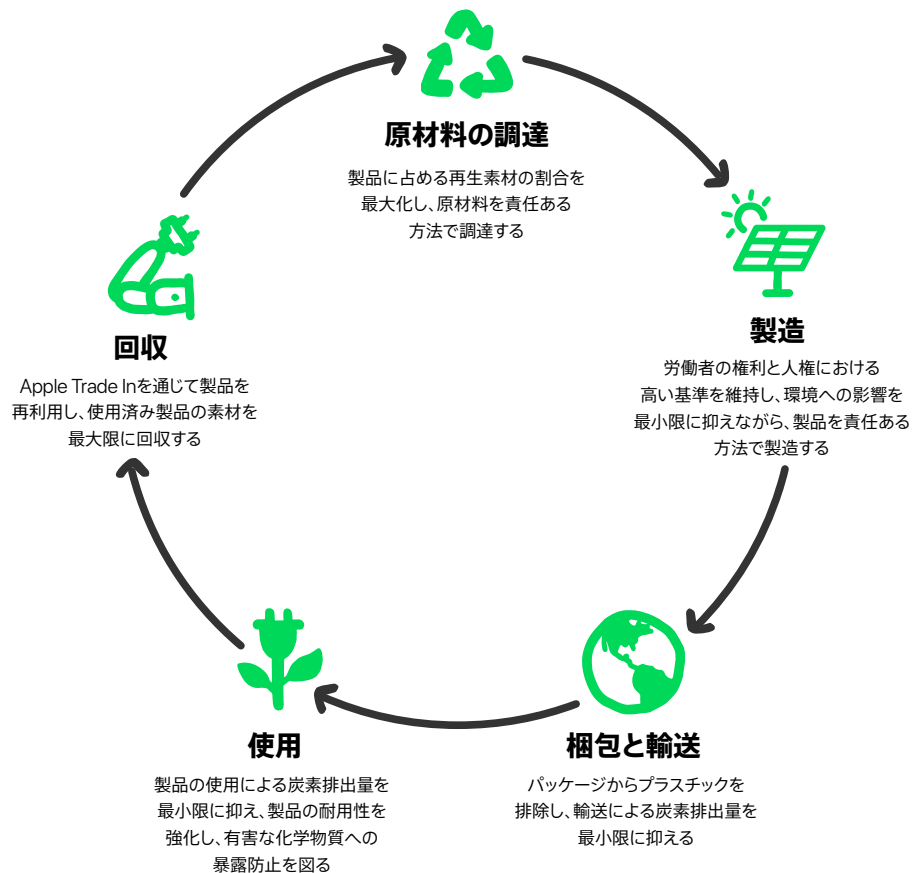 原材料の調達
製品に占める再生素材の割合を
最大化し、原材料を責任ある
方法で調達する
製造
労働者の権利と人権における
高い基準を維持し、環境への影響を
最小限に抑えながら、製品を責任ある
方法で製造する
梱包と輸送
パッケージからプラスチックを
排除し、輸送による炭素排出量を
最小限に抑える
使用
製品の使用による炭素排出量を
最小限に抑え、製品の耐用性を
強化し、有害な化学物質への
暴露防止を図る
回収
Apple Trade Inを通じて製品を
再利用し、使用済み製品の素材を
最大限に回収する